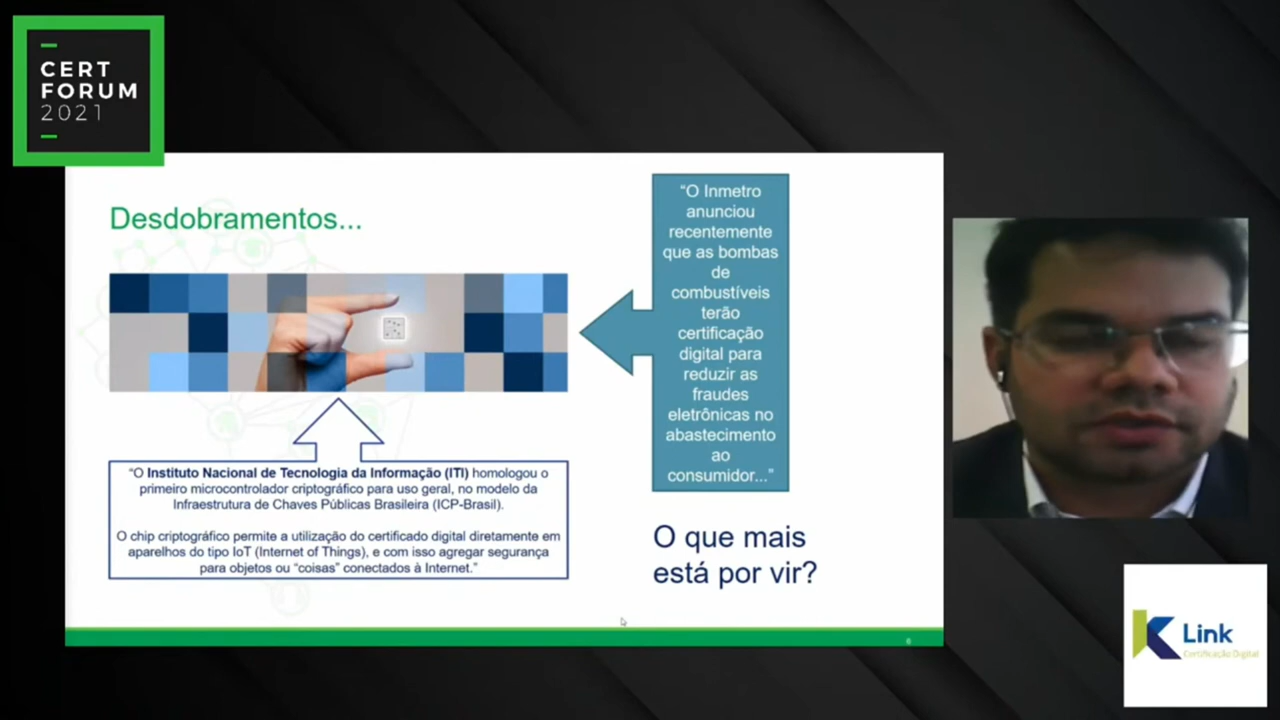 CERT
FORUM
2021
Desdobramentos...
“O Inmetro
anunciou
recentemente
que as bombas
de
combustíveis
terão
certificação
digital para
reduzir as
fraudes
eletrônicas no
abastecimento
ao
consumidor...”
“O Instituto Nacional de Tecnologia da Informação (ITI) homologou o
primeiro microcontrolador criptográfico para uso geral, no modelo da
Infraestrutura de Chaves Públicas Brasileira (ICP-Brasil).
O chip criptográfico permite a utilização do certificado digital diretamente em
aparelhos do tipo IoT (Internet of Things), e com isso agregar segurança
para objetos ou “coisas” conectados à Internet.”
O que mais
está por vir?
6
Link
Certificação Digital